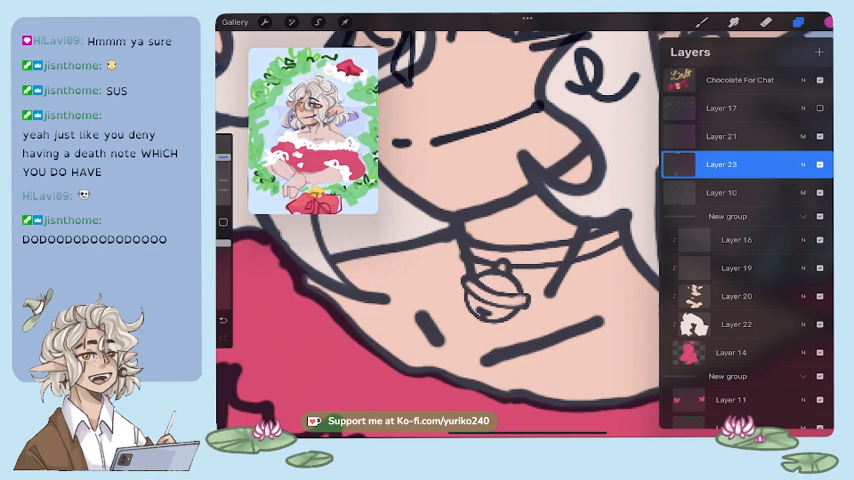 HiLavi09: Hmmm ya sure
jisnthome:
jisnthome: SUS
jisnthome:
yeah just like you deny
having a death note WHICH
YOU DO HAVE
HiLavi09:
jisnthome:
DODOODODOODODOOOO
Gallery
Layers
Chocolate For Chat N
Layer 17 N
Layer 21 M
Layer 23 N
Layer 10 M
New group
Layer 16 N
Layer 19 N
Layer 20 N
Layer 22 N
Layer 14 N
New group
Layer 11 N
Support me at Ko-fi.com/yuriko240